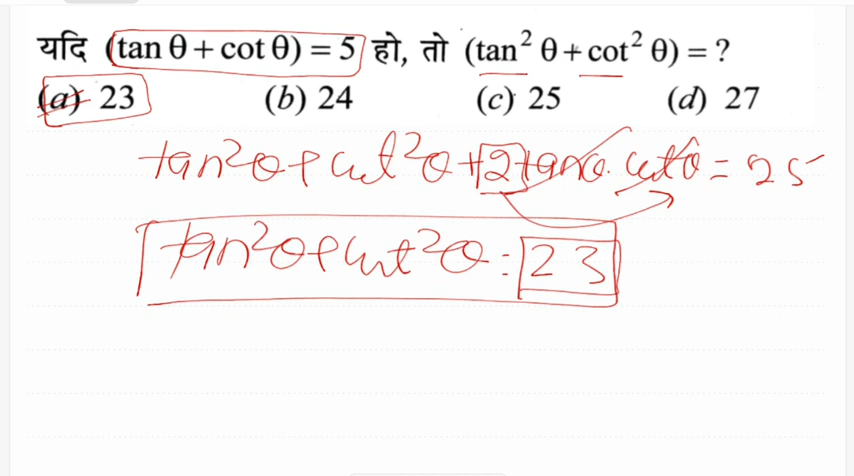 यदि (tan θ + cot θ) = 5 हो, तो (tan² θ + cot² θ) = ?
(a) 23 (b) 24 (c) 25 (d) 27
tan²θ + cot²θ + 2 tanθ · cotθ = 25
tan²θ + cot²θ = 23